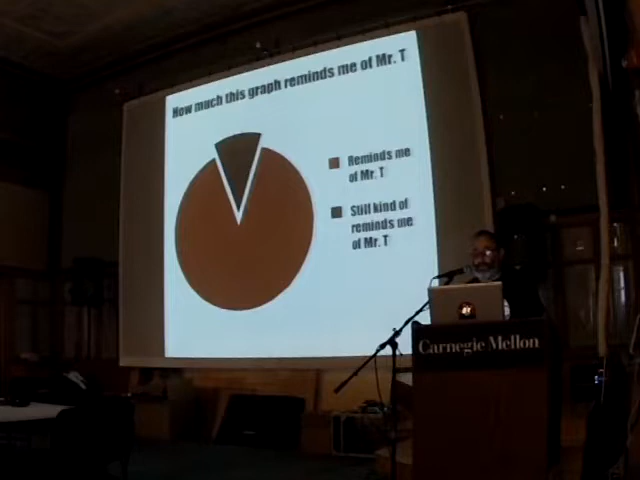 How much this graph reminds me of Mr. T
Reminds me
of Mr. T
Still kind of
reminds me
of Mr. T
Carnegie Mellon